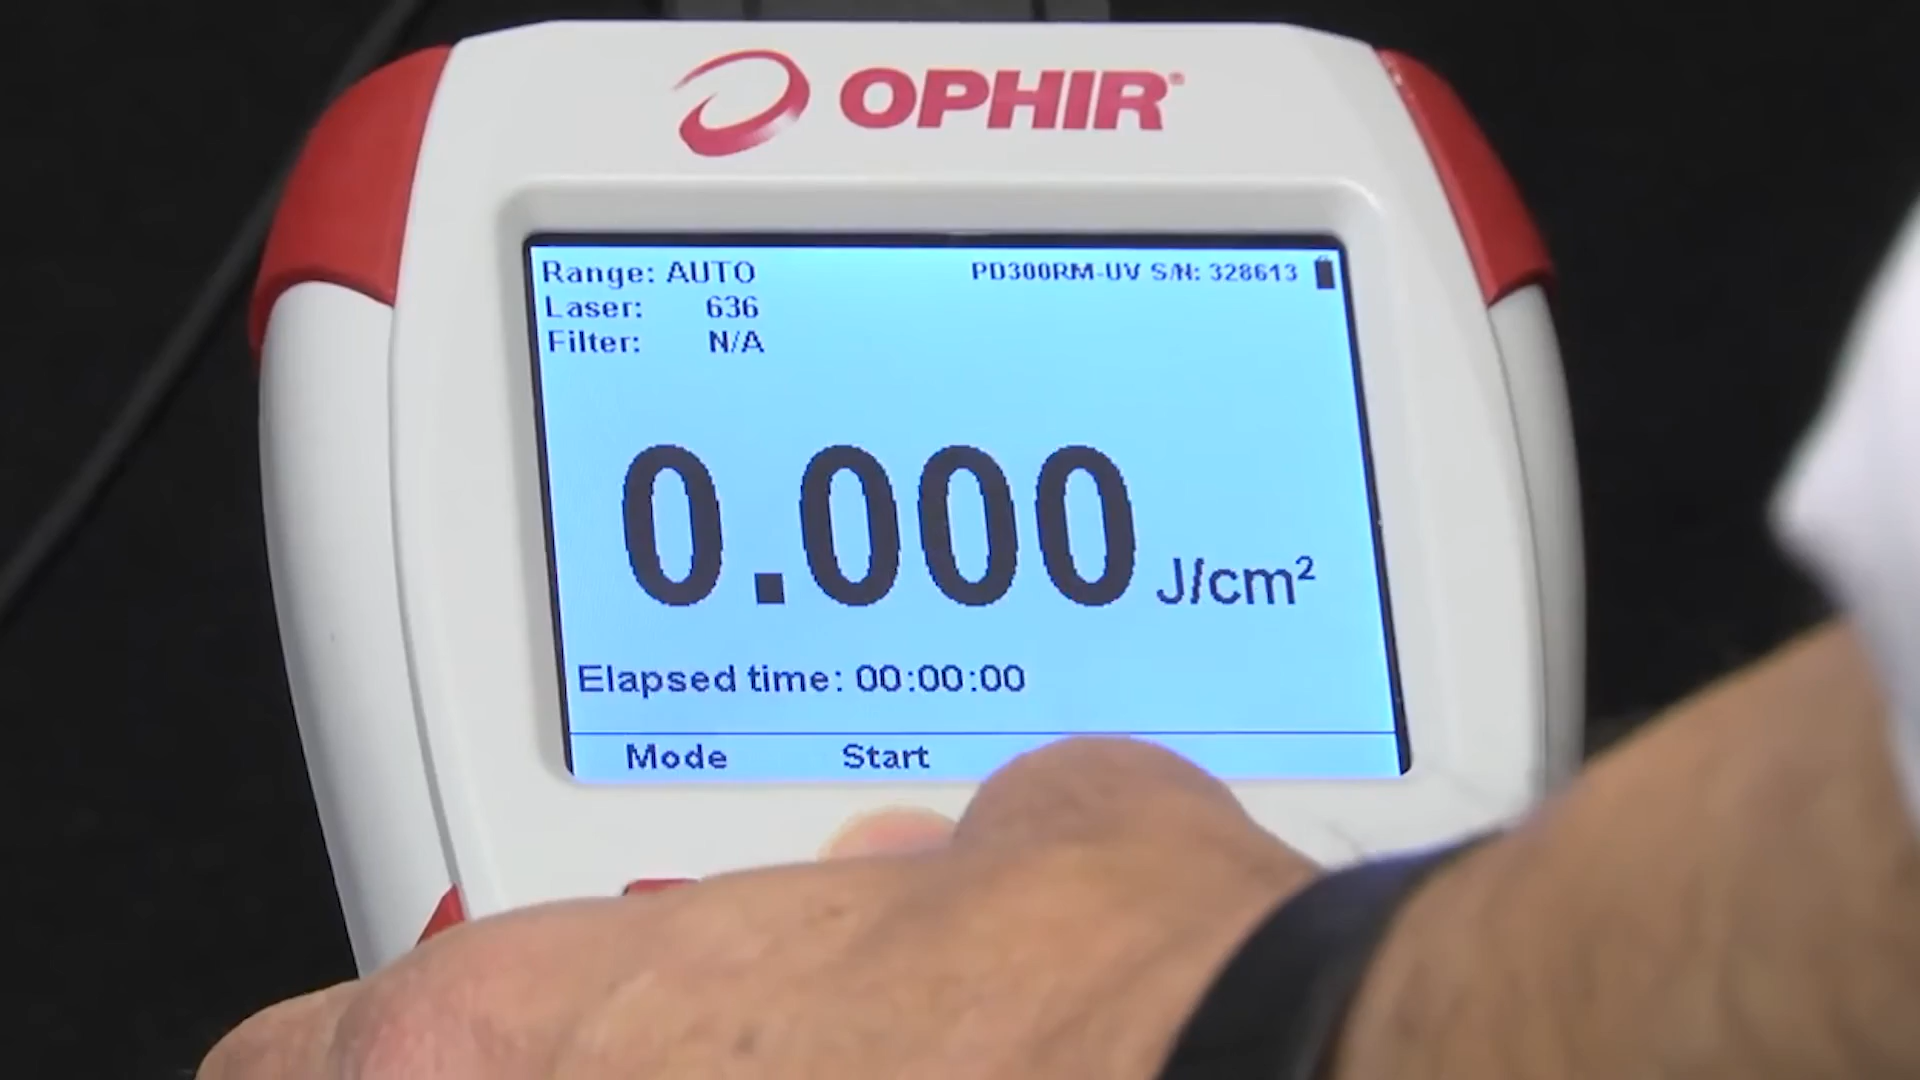 OPHIR®
Range: AUTO
PD300RM-UV S/N: 328613
Laser: 636
Filter: N/A
0.000 J/cm²
Elapsed time: 00:00:00
Mode Start